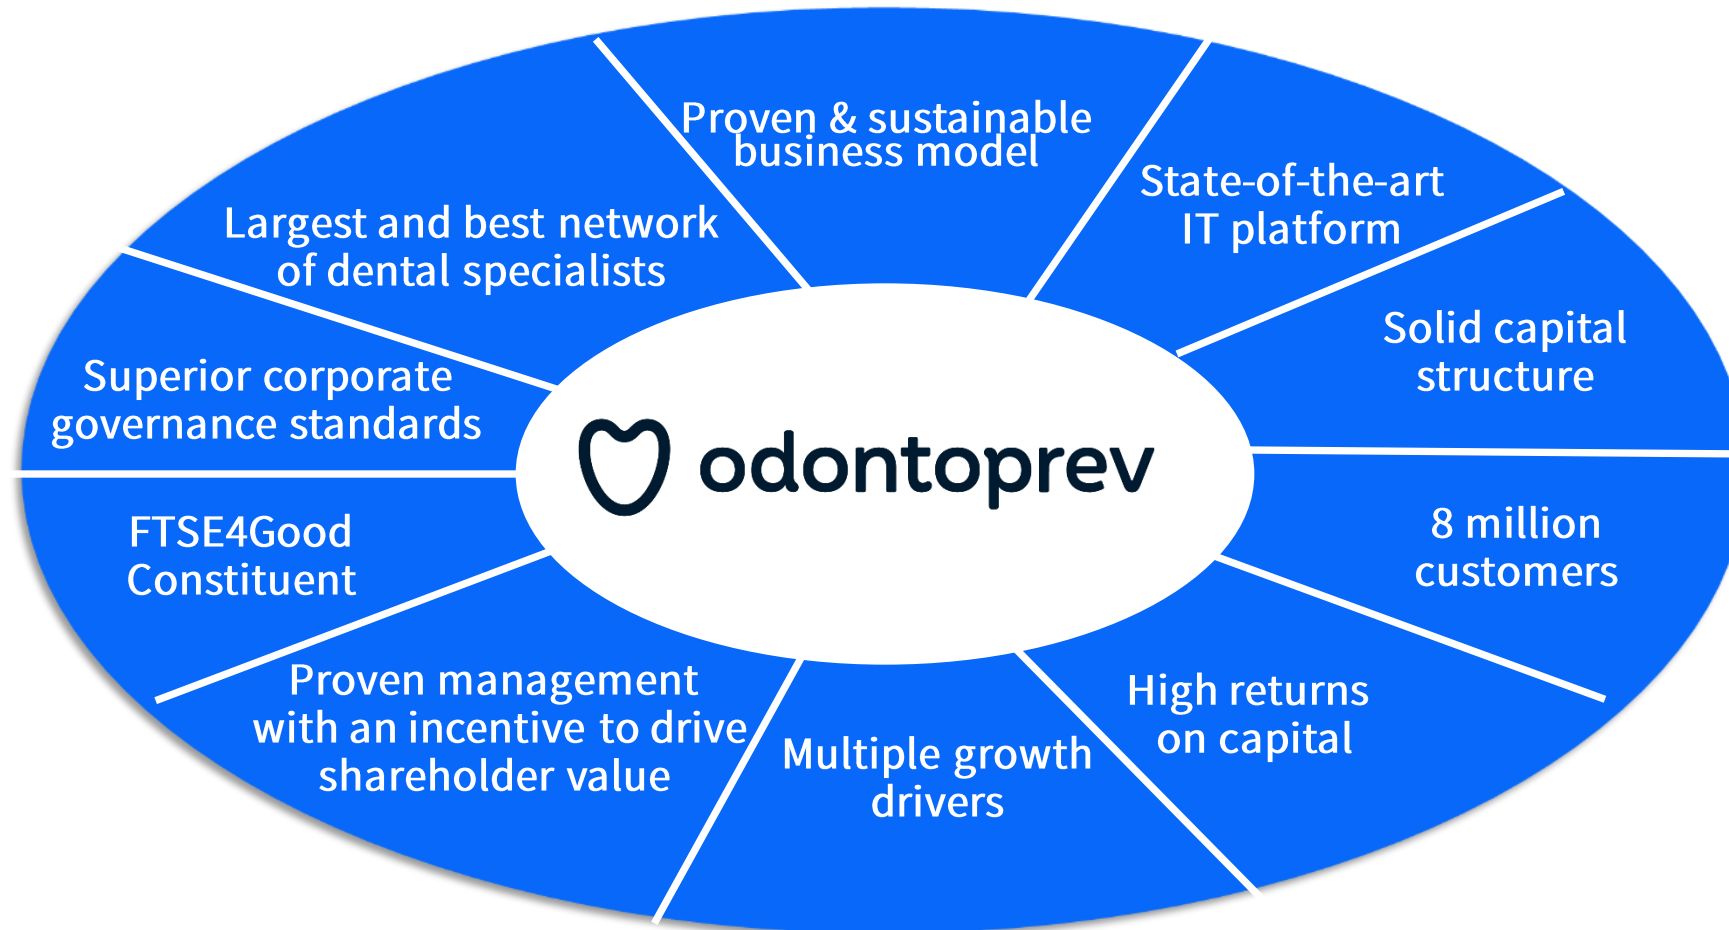 Proven & sustainable
business model
State-of-the-art
IT platform
Solid capital
structure
8 million
customers
High returns
on capital
Multiple growth
drivers
Proven management
with an incentive to drive
shareholder value
FTSE4Good
Constituent
Superior corporate
governance standards
Largest and best network
of dental specialists
odontoprev